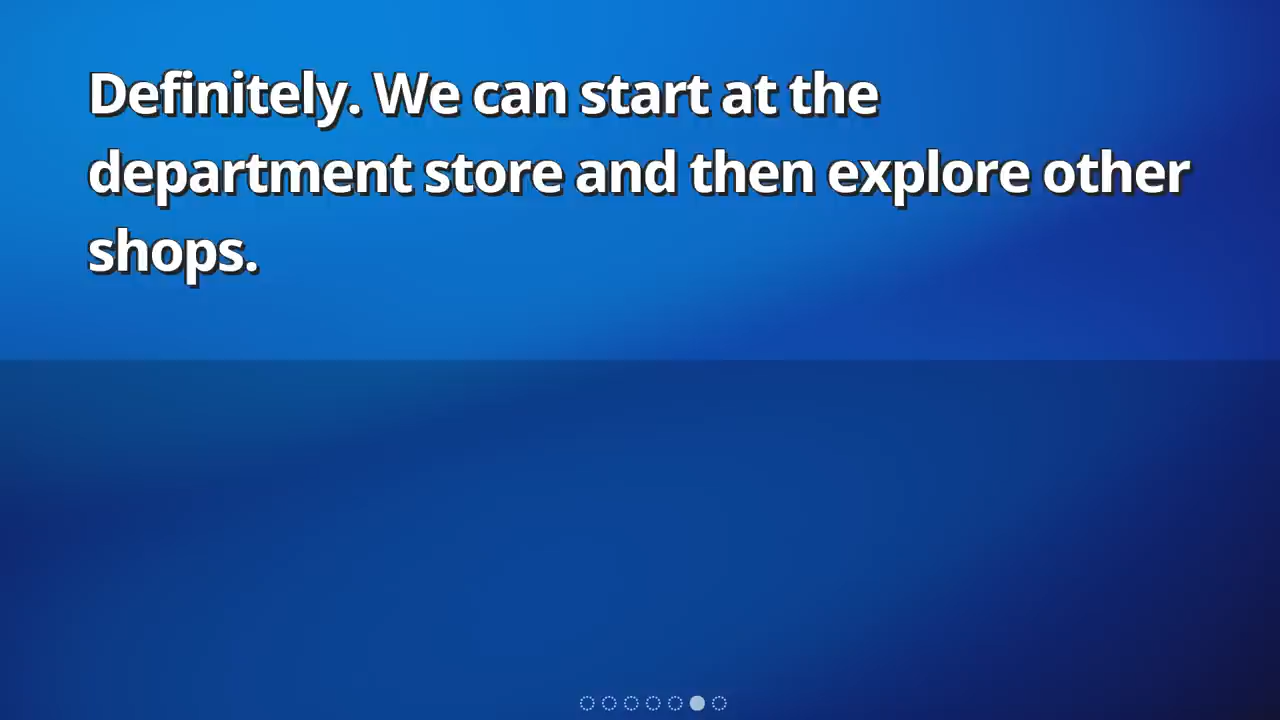 Definitely. We can start at the
department store and then explore other
shops.